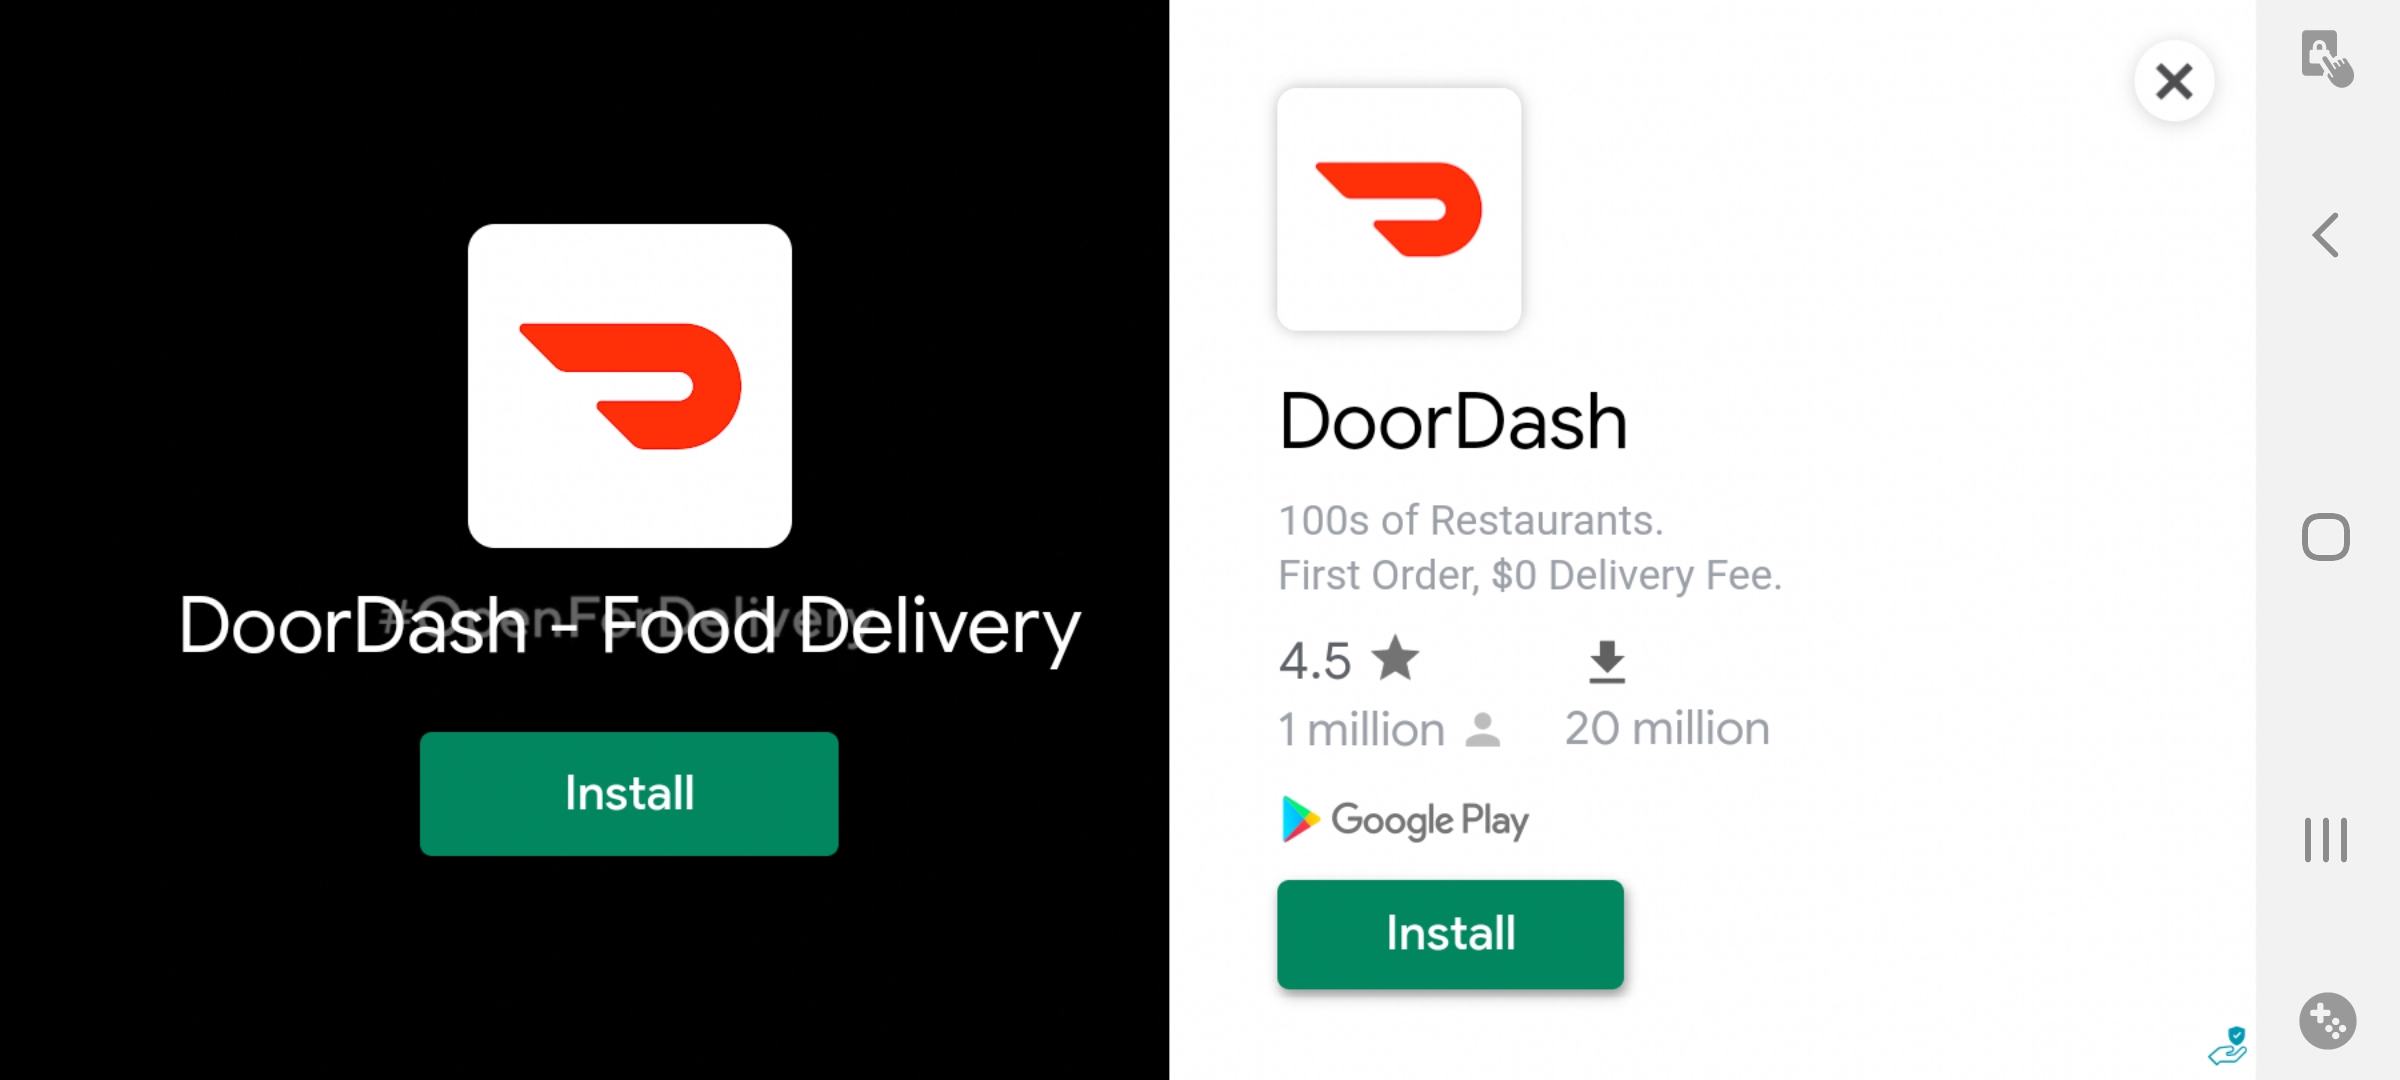 #OpenForDelivery
DoorDash - Food Delivery
Install
DoorDash
100s of Restaurants.
First Order, $0 Delivery Fee.
4.5
1 million
20 million
Google Play
Install